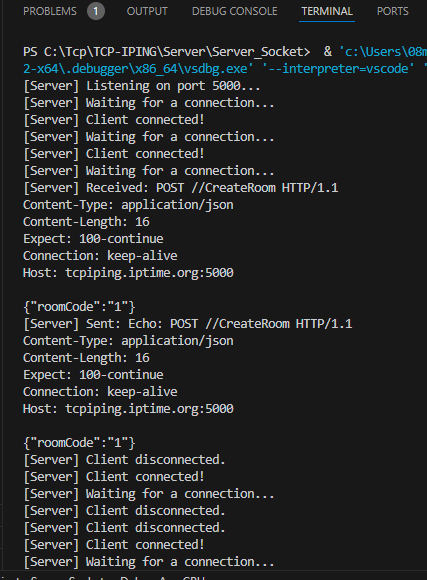 PROBLEMS 1 OUTPUT DEBUG CONSOLE TERMINAL PORTS
PS C:\Tcp\TCP-IPING\Server\Server_Socket>  & 'c:\Users\08m
2-x64\.debugger\x86_64\vsdbg.exe' '--interpreter=vscode' '
[Server] Listening on port 5000...
[Server] Waiting for a connection...
[Server] Client connected!
[Server] Waiting for a connection...
[Server] Client connected!
[Server] Waiting for a connection...
[Server] Received: POST //CreateRoom HTTP/1.1
Content-Type: application/json
Content-Length: 16
Expect: 100-continue
Connection: keep-alive
Host: tcpiping.iptime.org:5000
{"roomCode":"1"}
[Server] Sent: Echo: POST //CreateRoom HTTP/1.1
Content-Type: application/json
Content-Length: 16
Expect: 100-continue
Connection: keep-alive
Host: tcpiping.iptime.org:5000
{"roomCode":"1"}
[Server] Client disconnected.
[Server] Client connected!
[Server] Waiting for a connection...
[Server] Client disconnected.
[Server] Client disconnected.
[Server] Client connected!
[Server] Waiting for a connection...